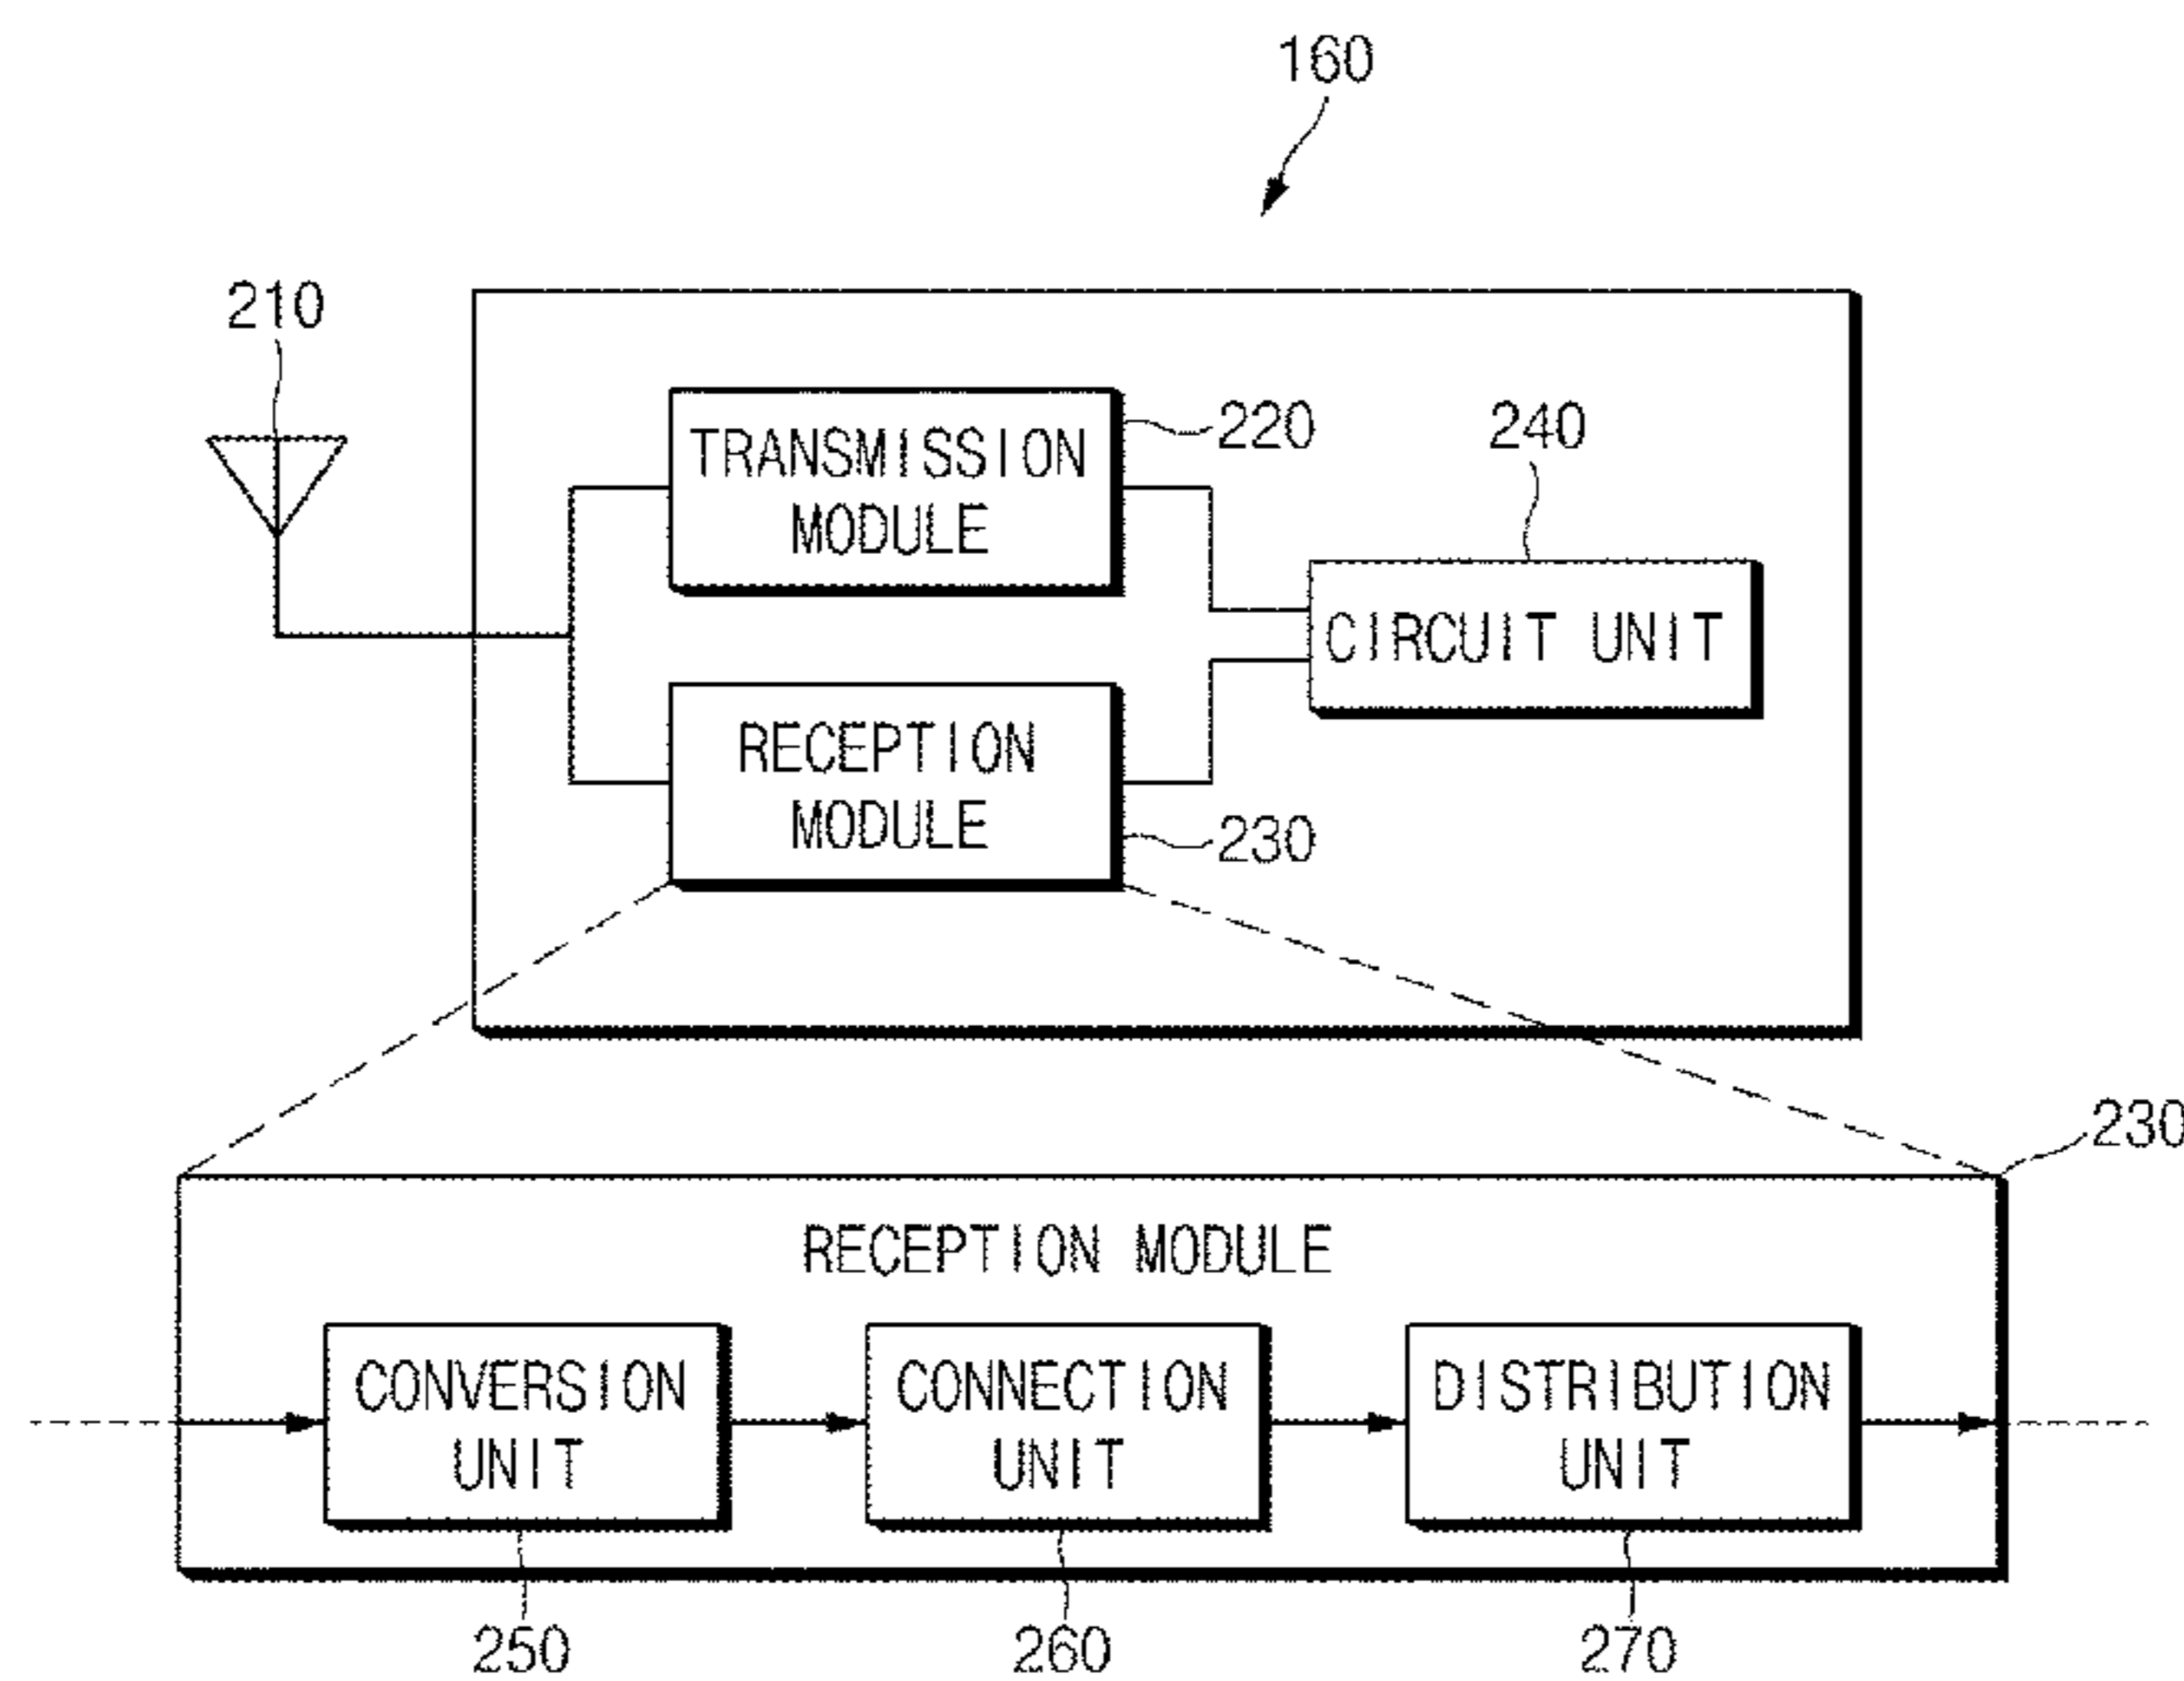 160
210
TRANSMISSION
MODULE
220
240
CIRCUIT UNIT
RECEPTION
MODULE
230
230
RECEPTION MODULE
CONVERSION
UNIT
CONNECTION
UNIT
DISTRIBUTION
UNIT
250
260
270